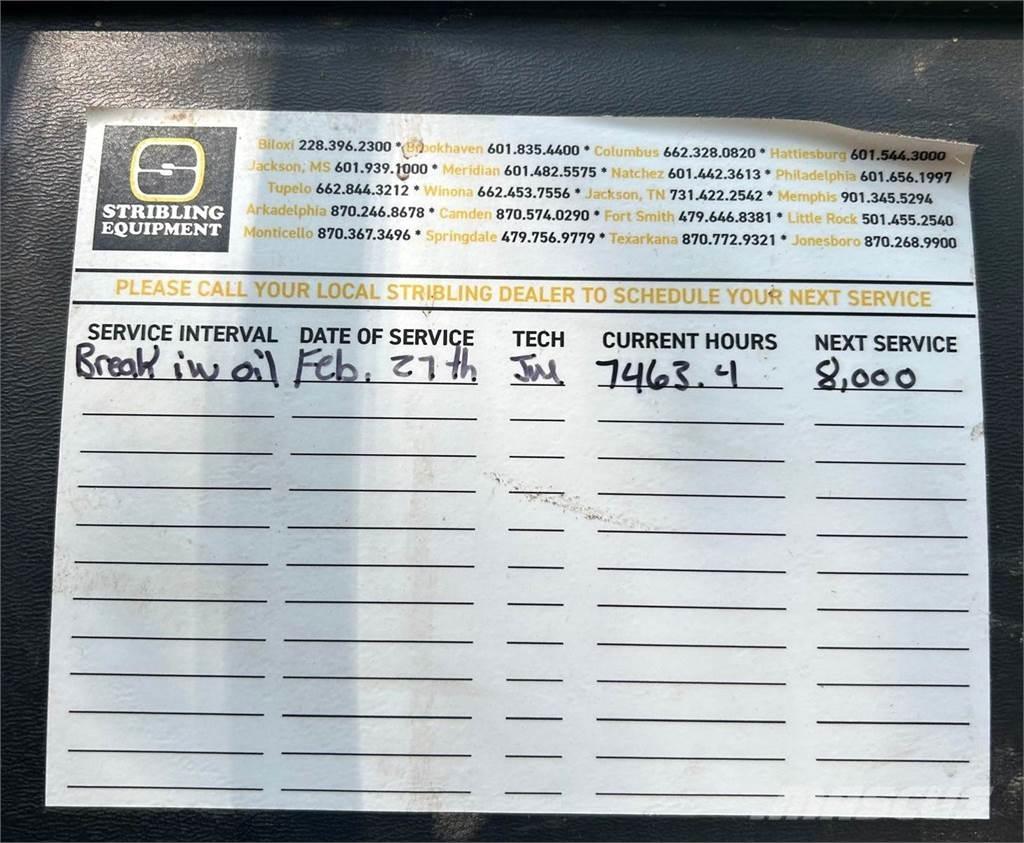 STRIBLING
EQUIPMENT
Biloxi 228.396.2300 * Brookhaven 601.835.4400 * Columbus 662.328.0820 * Hattiesburg 601.544.3000
Jackson, MS 601.939.1000 * Meridian 601.482.5575 * Natchez 601.442.3613 * Philadelphia 601.656.1997
Tupelo 662.844.3212 * Winona 662.453.7556 * Jackson, TN 731.422.2542 * Memphis 901.345.5294
Arkadelphia 870.246.8678 * Camden 870.574.0290 * Fort Smith 479.646.8381 * Little Rock 501.455.2540
Monticello 870.367.3496 * Springdale 479.756.9779 * Texarkana 870.772.9321 * Jonesboro 870.268.9900
PLEASE CALL YOUR LOCAL STRIBLING DEALER TO SCHEDULE YOUR NEXT SERVICE
SERVICE INTERVAL DATE OF SERVICE TECH CURRENT HOURS NEXT SERVICE
Break in oil Feb. 27th 7463.4 8,000
MASCUS